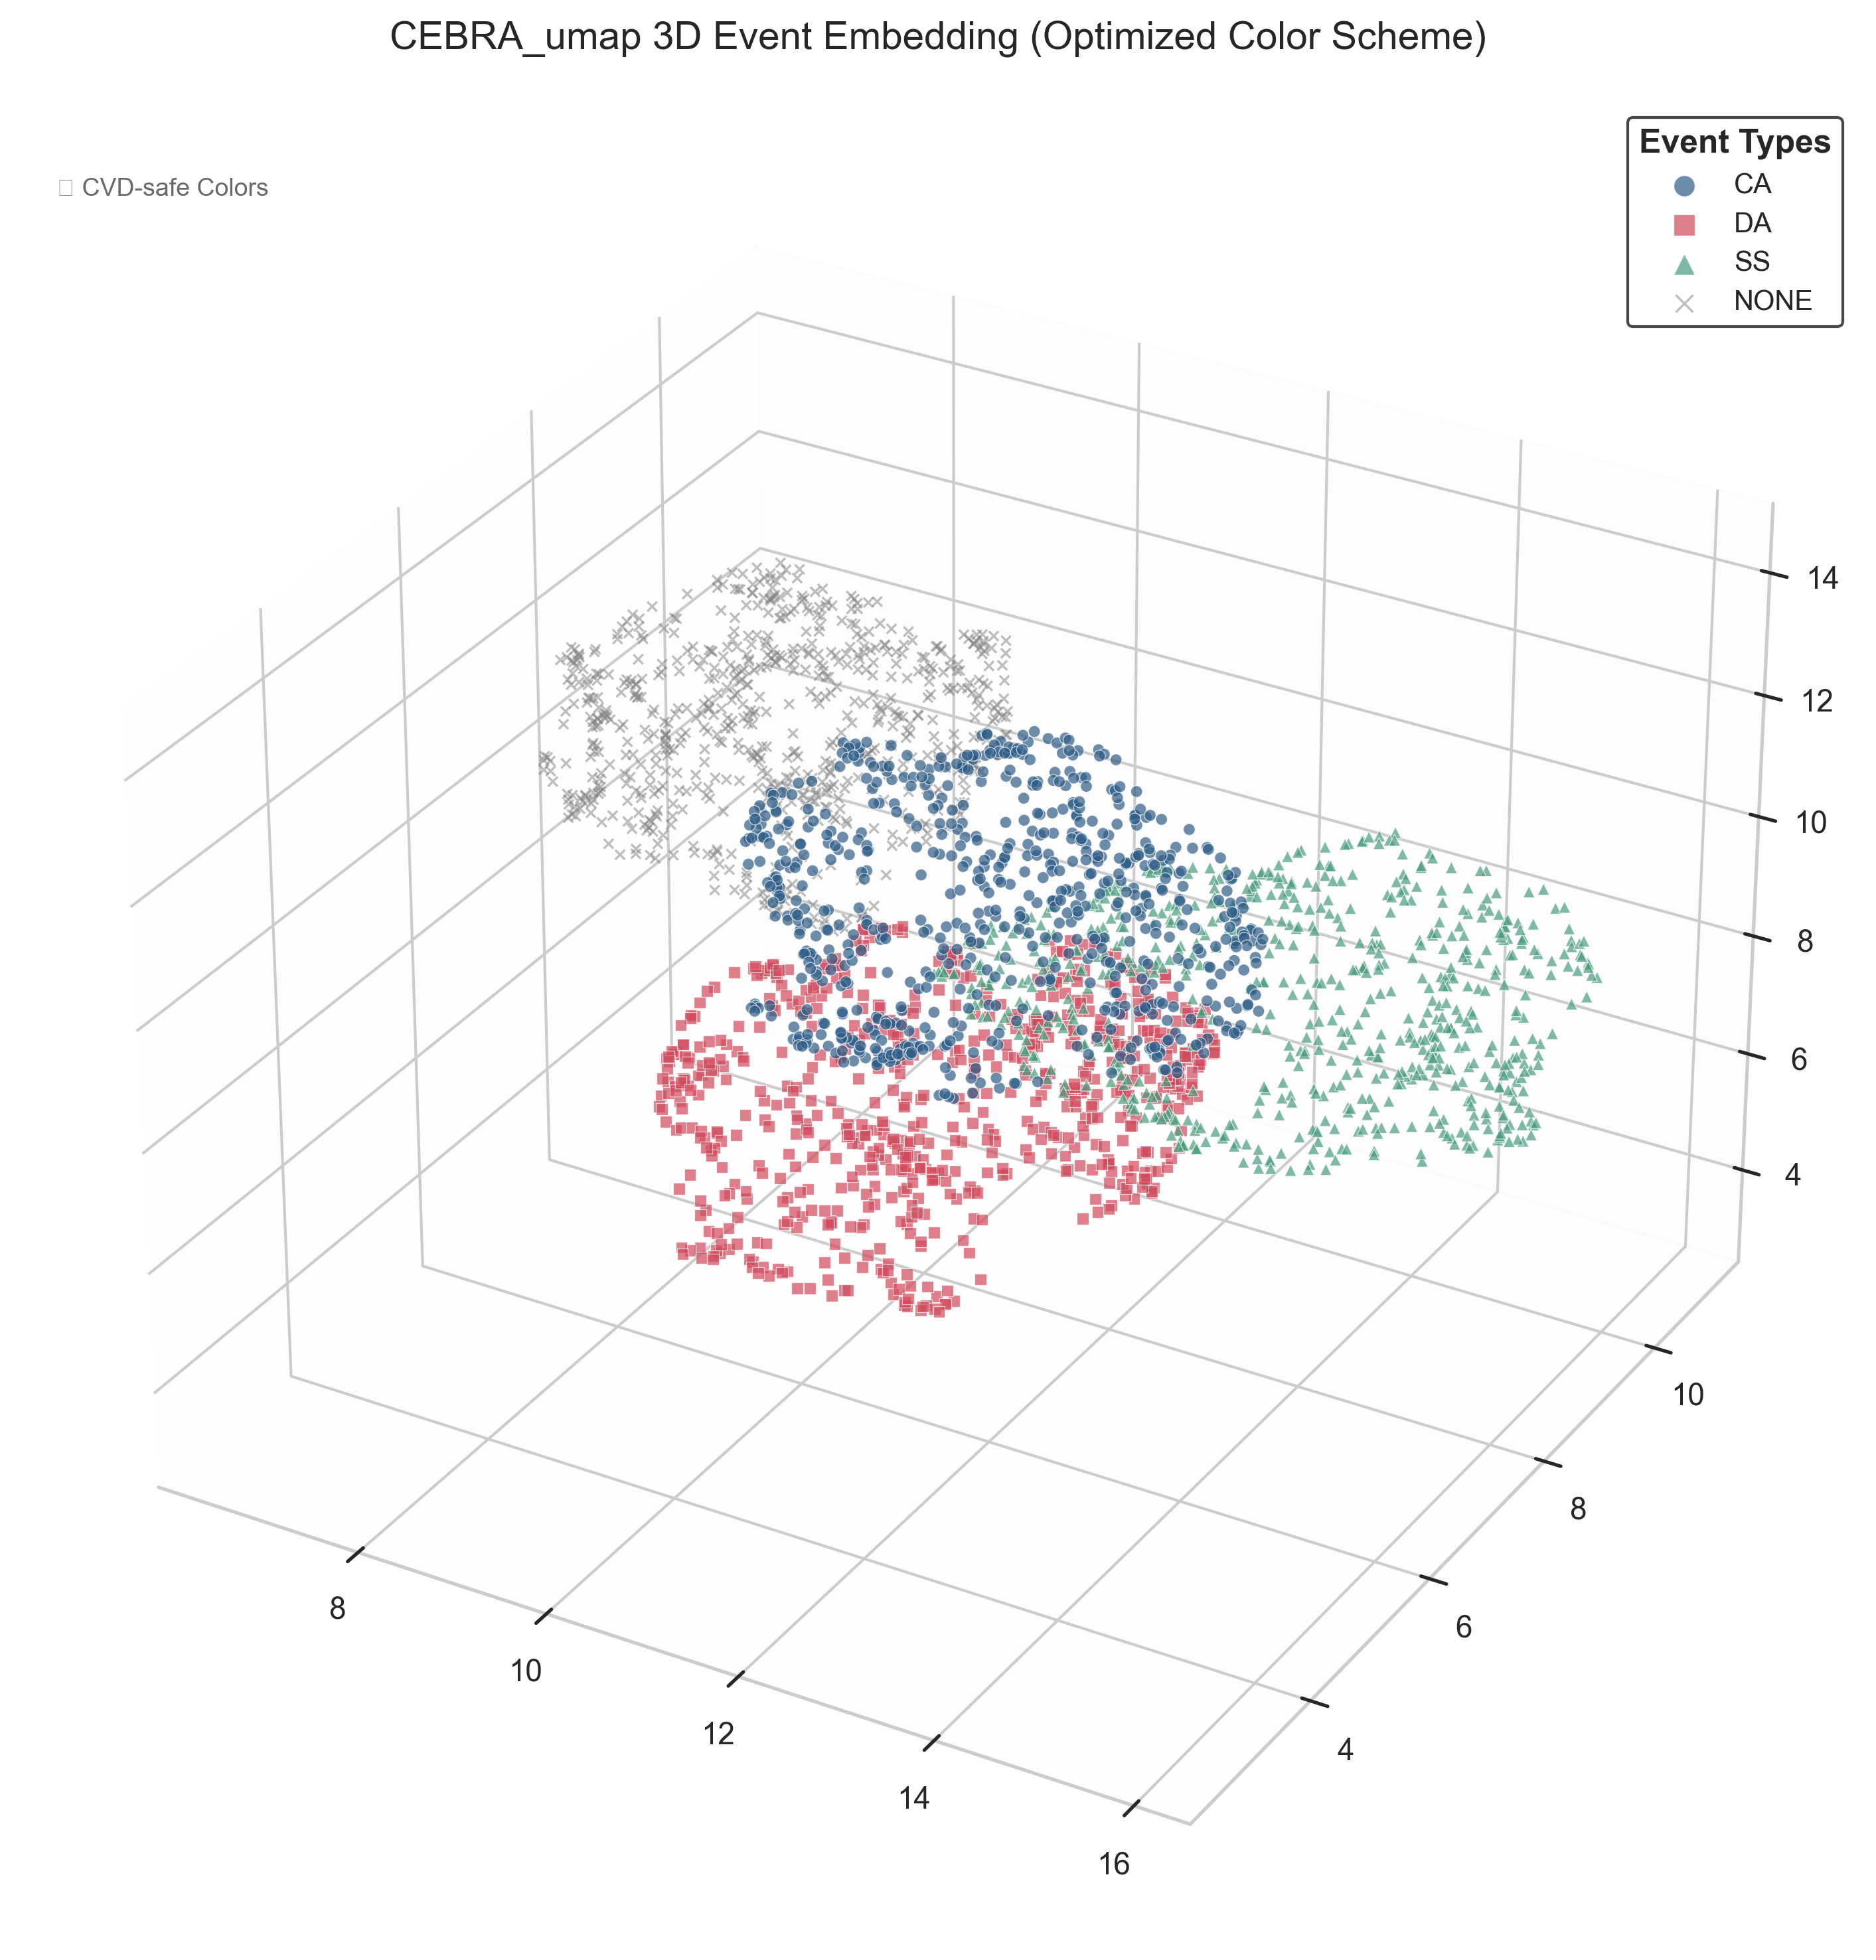 CEBRA_umap 3D Event Embedding (Optimized Color Scheme)
▯ CVD-safe Colors
Event Types
CA
DA
SS
NONE
14
12
10
8
6
4
10
8
6
4
8
10
12
14
16